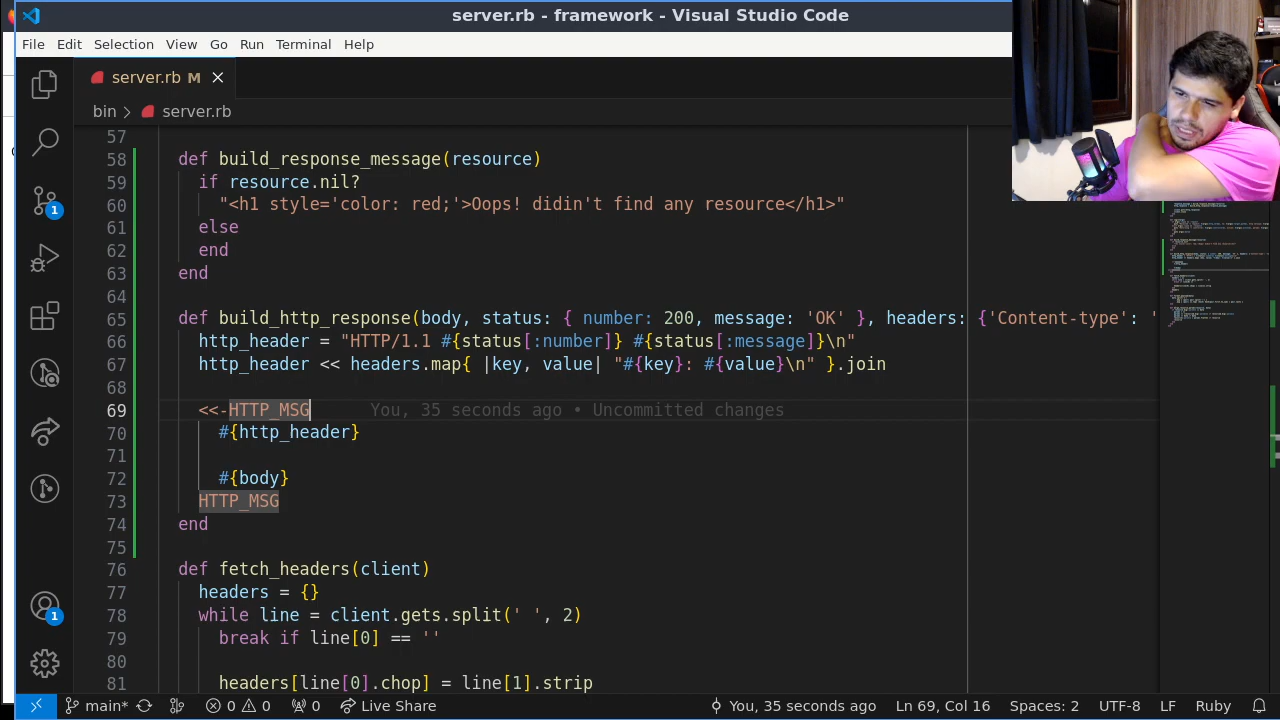 server.rb - framework - Visual Studio Code
File Edit Selection View Go Run Terminal Help
server.rb M
bin > server.rb
57
58 def build_response_message(resource)
59 if resource.nil?
60 "<h1 style='color: red;'>Oops! didin't find any resource</h1>"
61 else
62 end
63 end
64
65 def build_http_response(body, status: { number: 200, message: 'OK' }, headers: {'Content-type': '
66 http_header = "HTTP/1.1 #{status[:number]} #{status[:message]}\n"
67 http_header << headers.map{ |key, value| "#{key}: #{value}\n" }.join
68
69 <<-HTTP_MSG You, 35 seconds ago • Uncommitted changes
70 #{http_header}
71
72 #{body}
73 HTTP_MSG
74 end
75
76 def fetch_headers(client)
77 headers = {}
78 while line = client.gets.split(' ', 2)
79 break if line[0] == ''
80
81 headers[line[0].chop] = line[1].strip
1
1
main* 0 0 0 Live Share You, 35 seconds ago Ln 69, Col 16 Spaces: 2 UTF-8 LF Ruby